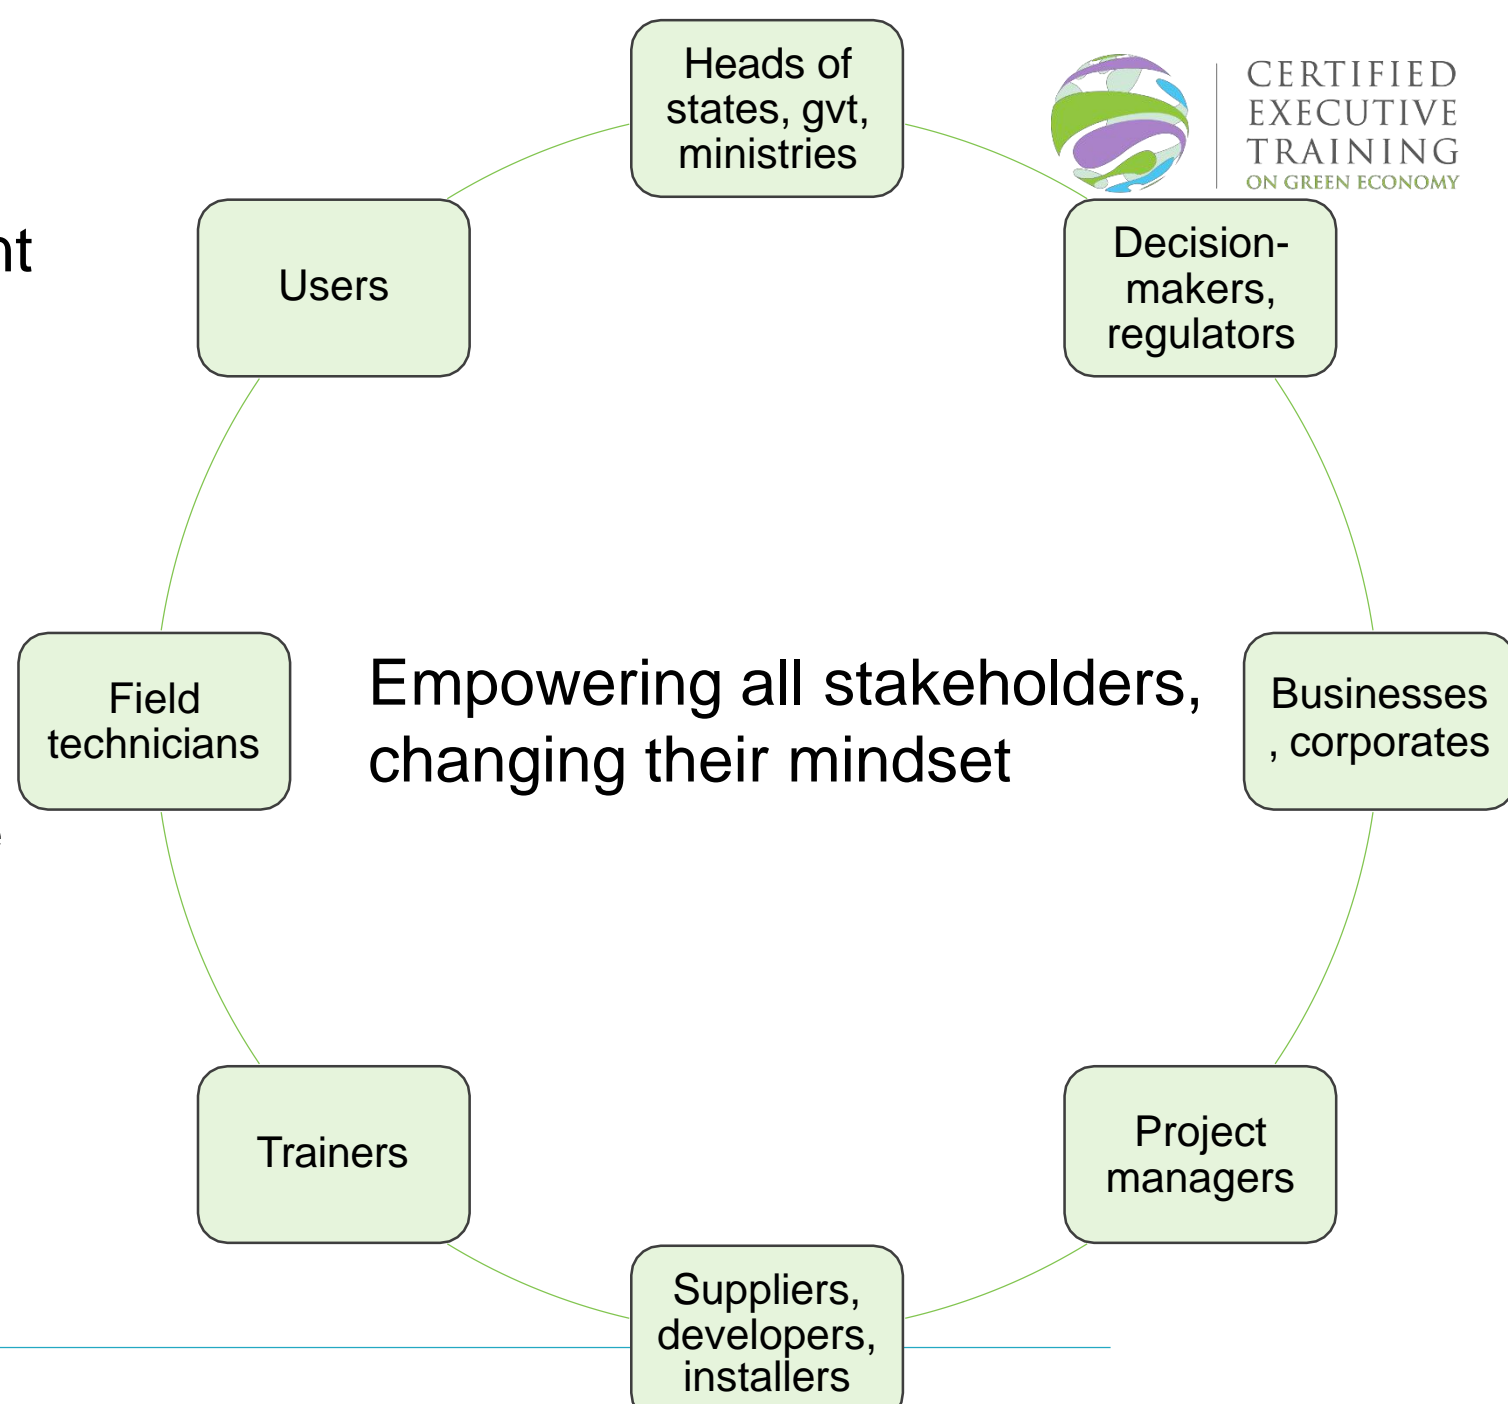 Heads of
states, gvt,
ministries
CERTIFIED
EXECUTIVE
TRAINING
ON GREEN ECONOMY
nt
Users
Decision-
makers,
regulators
Field
technicians
Empowering all stakeholders,
changing their mindset
Businesses
, corporates
e
Trainers
Project
managers
Suppliers,
developers,
installers